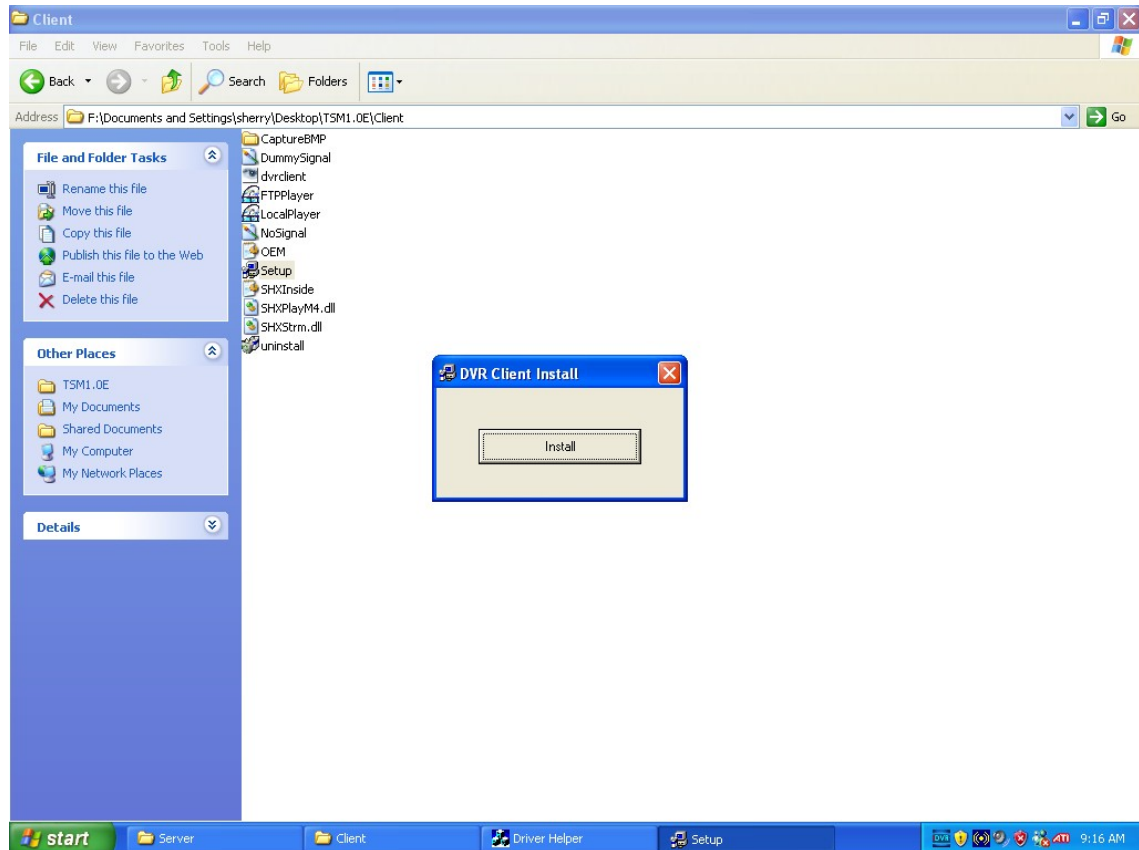 Client
File Edit View Favorites Tools Help
Back Search Folders
Address F:\Documents and Settings\sherry\Desktop\TSM1.0E\Client Go
File and Folder Tasks
Rename this file
Move this file
Copy this file
Publish this file to the Web
E-mail this file
Delete this file
Other Places
TSM1.0E
My Documents
Shared Documents
My Computer
My Network Places
Details
CaptureBMP
DummySignal
dvrclient
FTPPlayer
LocalPlayer
NoSignal
OEM
Setup
SHXInside
SHXPlayM4.dll
SHXStrm.dll
uninstall
DVR Client Install
Install
start Server Client Driver Helper Setup DVR ATI 9:16 AM